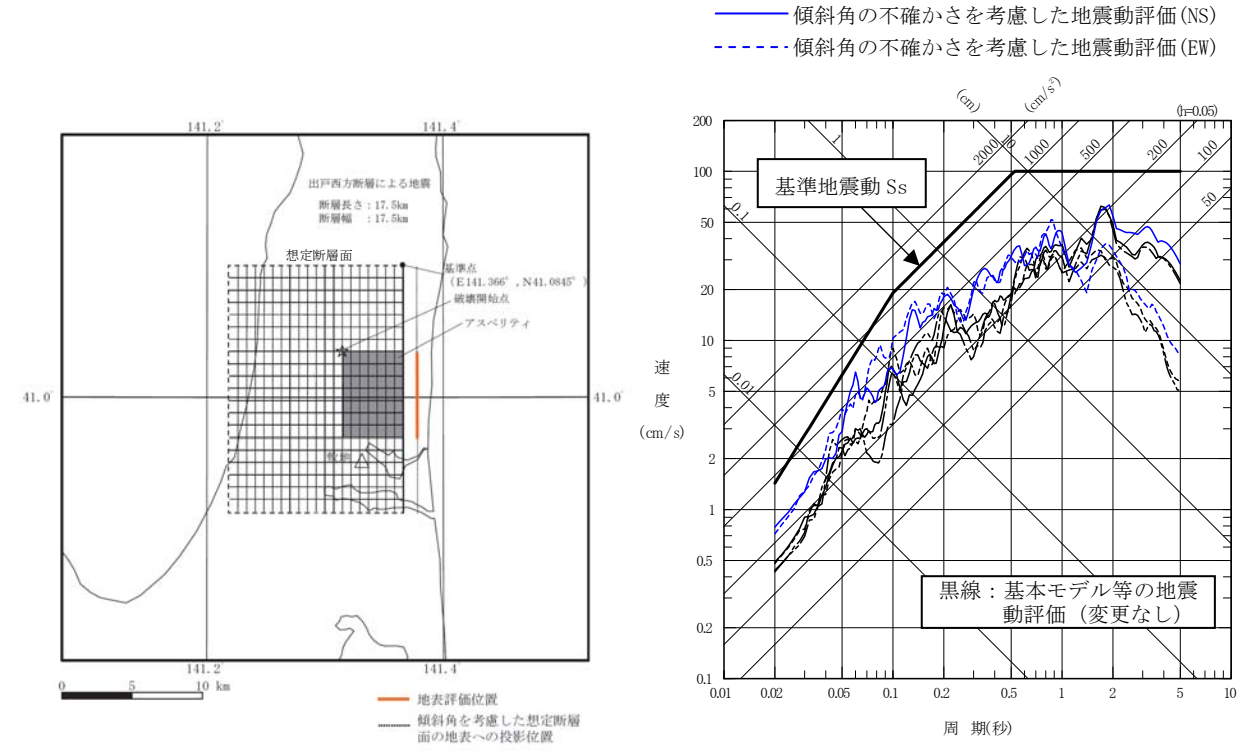 141.2°
141.4°
出戸西方断層による地震
断層長さ：17.5km
断層幅　：17.5km
想定断層面
基準点
(E141.366°,N41.0845°)
破壊開始点
アスペリティ
41.0°
41.0°
敷地
141.2
141.4
0 5 10 km
地表評価位置
傾斜角を考慮した想定断層
面の地表への投影位置
傾斜角の不確かさを考慮した地震動評価(NS)
傾斜角の不確かさを考慮した地震動評価(EW)
(cm)
(cm/s²)
(h=0.05)
200
100
50
20
10
5
2
1
0.5
0.2
0.1
1
0.1
0.01
10
2000
1000
500
200
100
50
基準地震動 Ss
速
度
(cm/s)
黒線：基本モデル等の地震
動評価（変更なし）
0.01 0.02 0.05 0.1 0.2 0.5 1 2 5 10
周　期(秒)